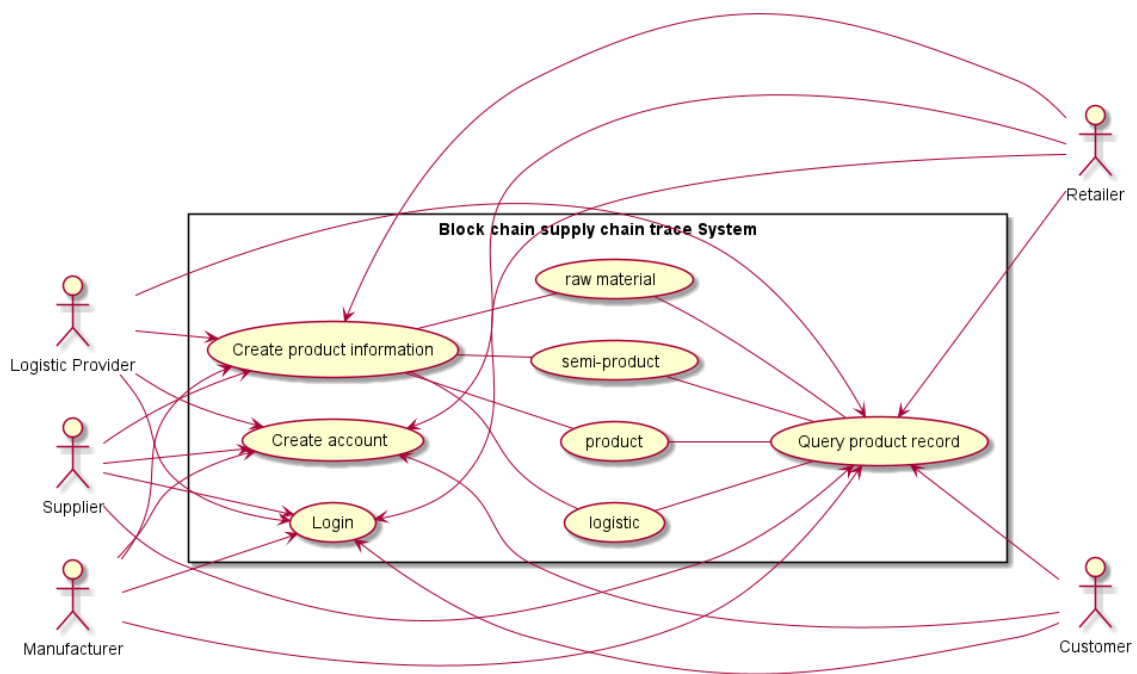 Retailer
Block chain supply chain trace System
raw material
Logistic Provider
Create product information
semi-product
Create account
product
Query product record
Supplier
Login
logistic
Manufacturer
Customer